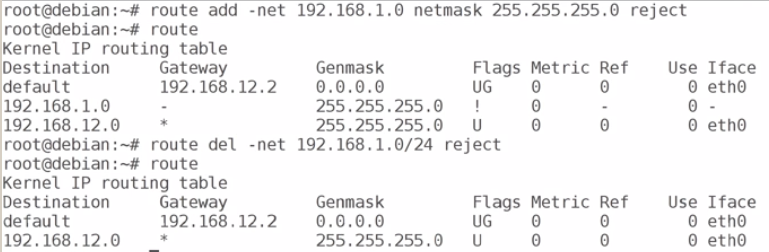 root@debian:~# route add -net 192.168.1.0 netmask 255.255.255.0 reject
root@debian:~# route
Kernel IP routing table
Destination     Gateway         Genmask         Flags Metric Ref    Use Iface
default         192.168.12.2    0.0.0.0         UG    0      0        0 eth0
192.168.1.0     -               255.255.255.0   !     0      -        0 -
192.168.12.0    *               255.255.255.0   U     0      0        0 eth0
root@debian:~# route del -net 192.168.1.0/24 reject
root@debian:~# route
Kernel IP routing table
Destination     Gateway         Genmask         Flags Metric Ref    Use Iface
default         192.168.12.2    0.0.0.0         UG    0      0        0 eth0
192.168.12.0    *               255.255.255.0   U     0      0        0 eth0